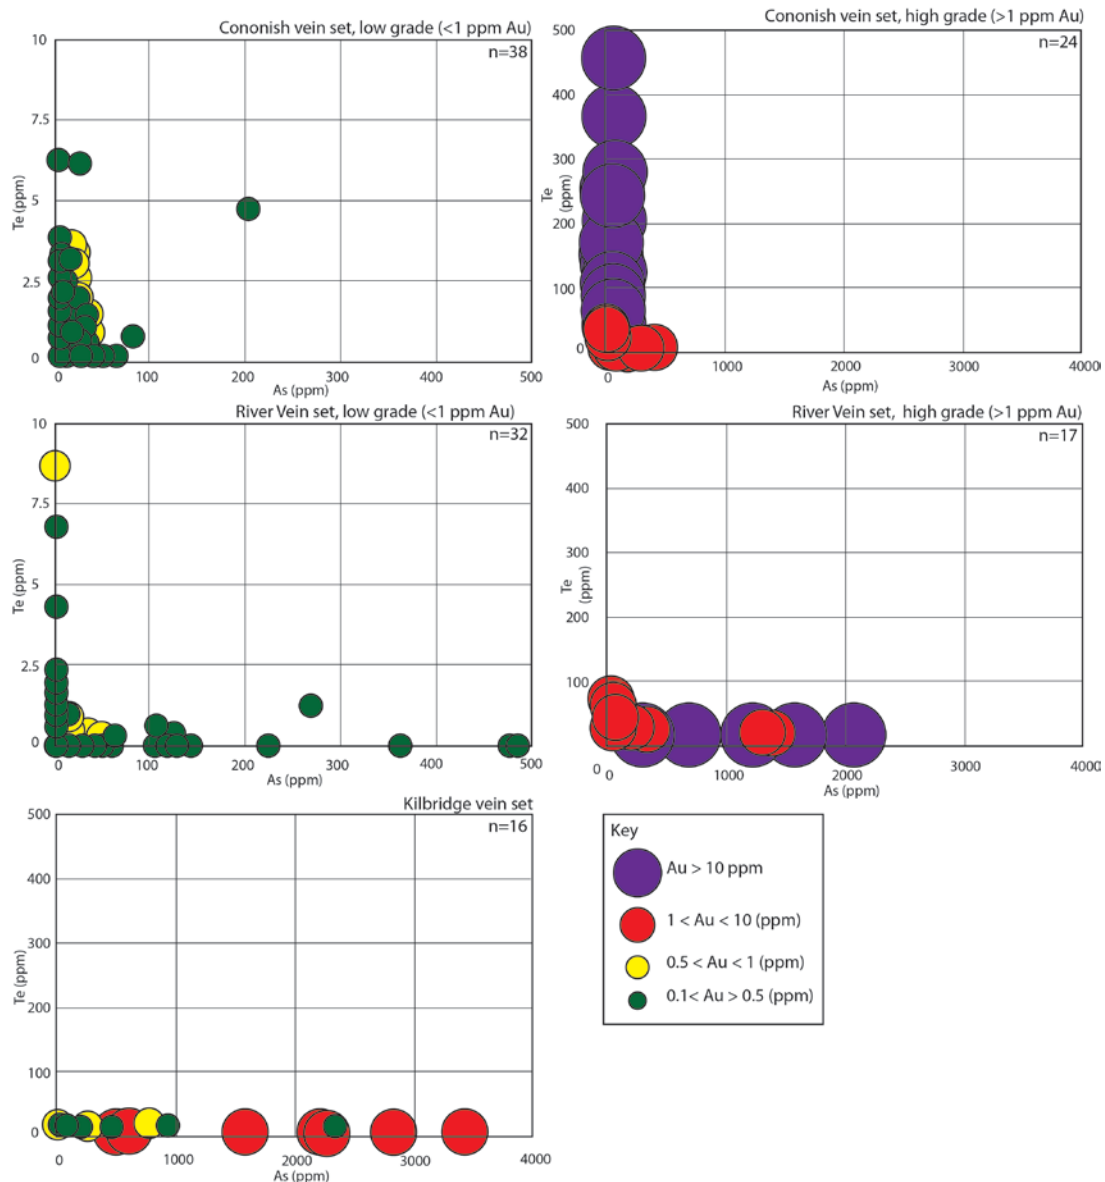 Cononish vein set, low grade (<1 ppm Au)
n=38
10
7.5
5
2.5
0
Te (ppm)
0
100
200
300
400
500
As (ppm)
Cononish vein set, high grade (>1 ppm Au)
n=24
500
400
300
200
100
0
Te
(ppm)
0
1000
2000
3000
4000
As (ppm)
River Vein set, low grade (<1 ppm Au)
n=32
10
7.5
5
2.5
0
Te (ppm)
0
100
200
300
400
500
As (ppm)
River Vein set, high grade (>1 ppm Au)
n=17
500
400
300
200
100
0
Te
(ppm)
0
1000
2000
3000
4000
As (ppm)
Kilbridge vein set
n=16
500
400
300
200
100
0
Te (ppm)
0
1000
2000
3000
4000
As (ppm)
Key
Au > 10 ppm
1 < Au < 10 (ppm)
0.5 < Au < 1 (ppm)
0.1< Au > 0.5 (ppm)